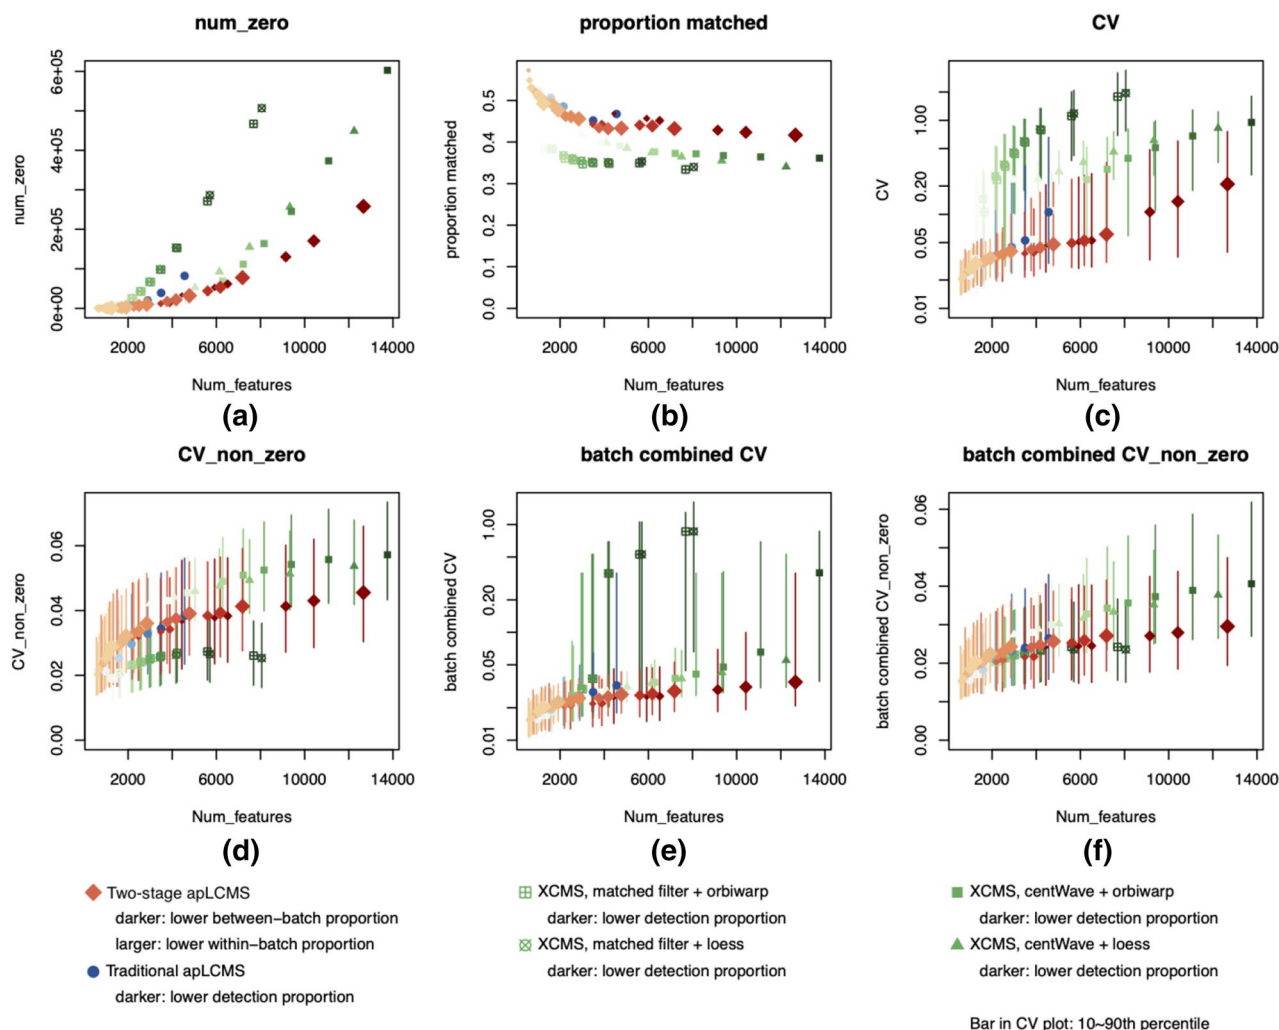 num_zero
proportion matched
CV
num_zero
0e+00
2e+05
4e+05
6e+05
2000
6000
10000
14000
Num_features
(a)
proportion matched
0.0
0.1
0.2
0.3
0.4
0.5
2000
6000
10000
14000
Num_features
(b)
CV
0.01
0.05
0.20
1.00
2000
6000
10000
14000
Num_features
(c)
CV_non_zero
batch combined CV
batch combined CV_non_zero
CV_non_zero
0.00
0.02
0.04
0.06
2000
6000
10000
14000
Num_features
(d)
batch combined CV
0.01
0.05
0.20
1.00
2000
6000
10000
14000
Num_features
(e)
batch combined CV_non_zero
0.00
0.02
0.04
0.06
2000
6000
10000
14000
Num_features
(f)
Two-stage apLCMS
darker: lower between−batch proportion
larger: lower within−batch proportion
Traditional apLCMS
darker: lower detection proportion
XCMS, matched filter + orbiwarp
darker: lower detection proportion
XCMS, matched filter + loess
darker: lower detection proportion
XCMS, centWave + orbiwarp
darker: lower detection proportion
XCMS, centWave + loess
darker: lower detection proportion
Bar in CV plot: 10~90th percentile